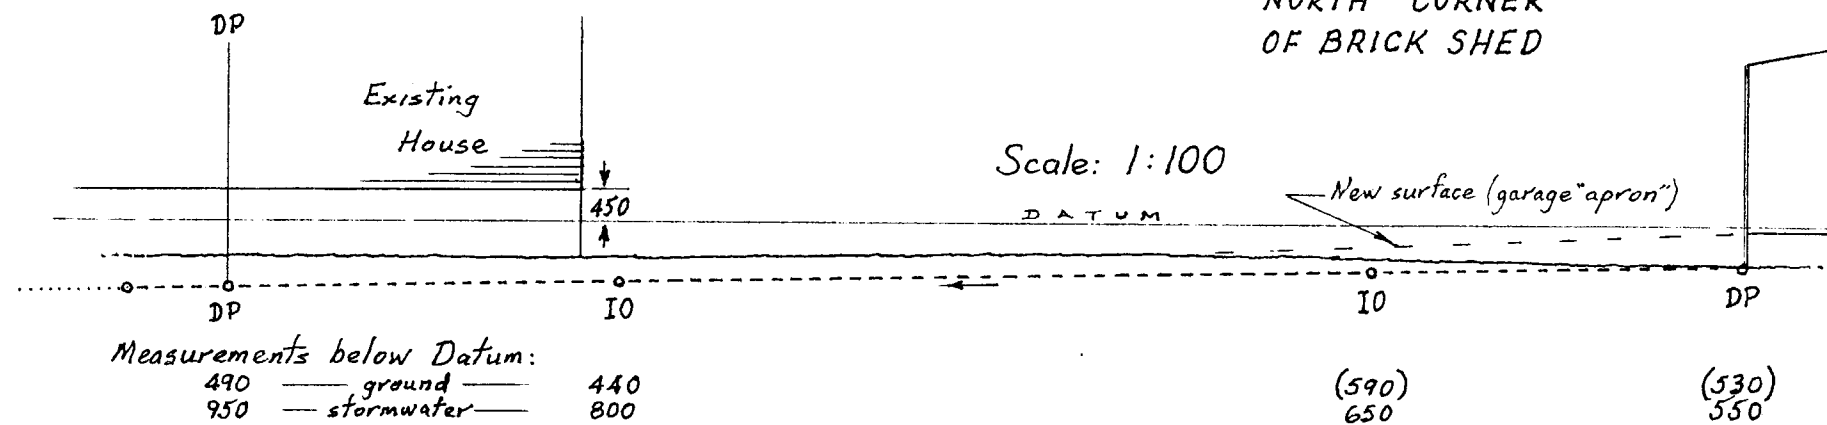 NORTH CORNER
OF BRICK SHED
DP
Existing
House
Scale: 1:100
New surface (garage "apron")
450
DATUM
DP
IO
IO
DP
Measurements below Datum:
490 — ground — 440 (590) (530)
950 — stormwater — 800 650 550